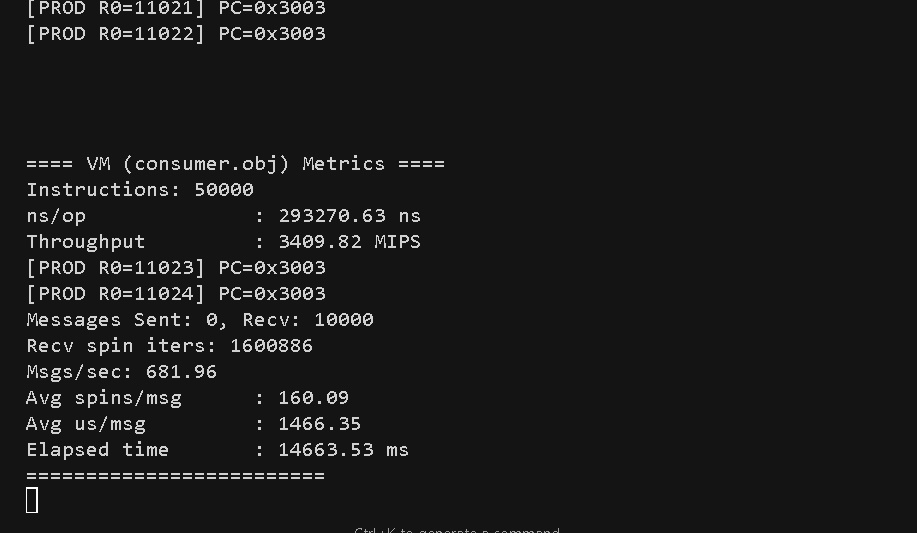 [PROD R0=11021] PC=0x3003
[PROD R0=11022] PC=0x3003
==== VM (consumer.obj) Metrics ====
Instructions: 50000
ns/op : 293270.63 ns
Throughput : 3409.82 MIPS
[PROD R0=11023] PC=0x3003
[PROD R0=11024] PC=0x3003
Messages Sent: 0, Recv: 10000
Recv spin iters: 1600886
Msgs/sec: 681.96
Avg spins/msg : 160.09
Avg us/msg : 1466.35
Elapsed time : 14663.53 ms
=========================
Ctrl+K to generate a command